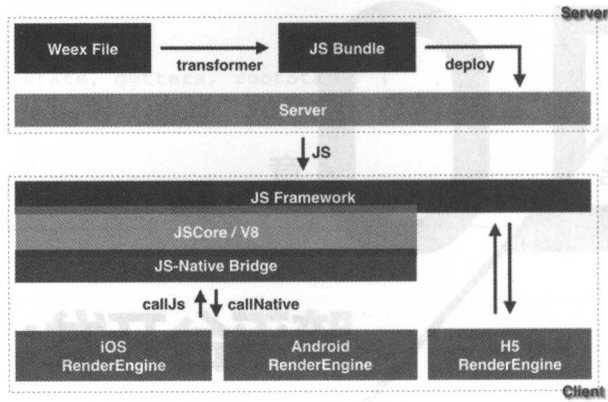 Server
Weex File
transformer
JS Bundle
deploy
Server
JS
JS Framework
JSCore / V8
JS-Native Bridge
callJs
callNative
iOS
RenderEngine
Android
RenderEngine
H5
RenderEngine
Client